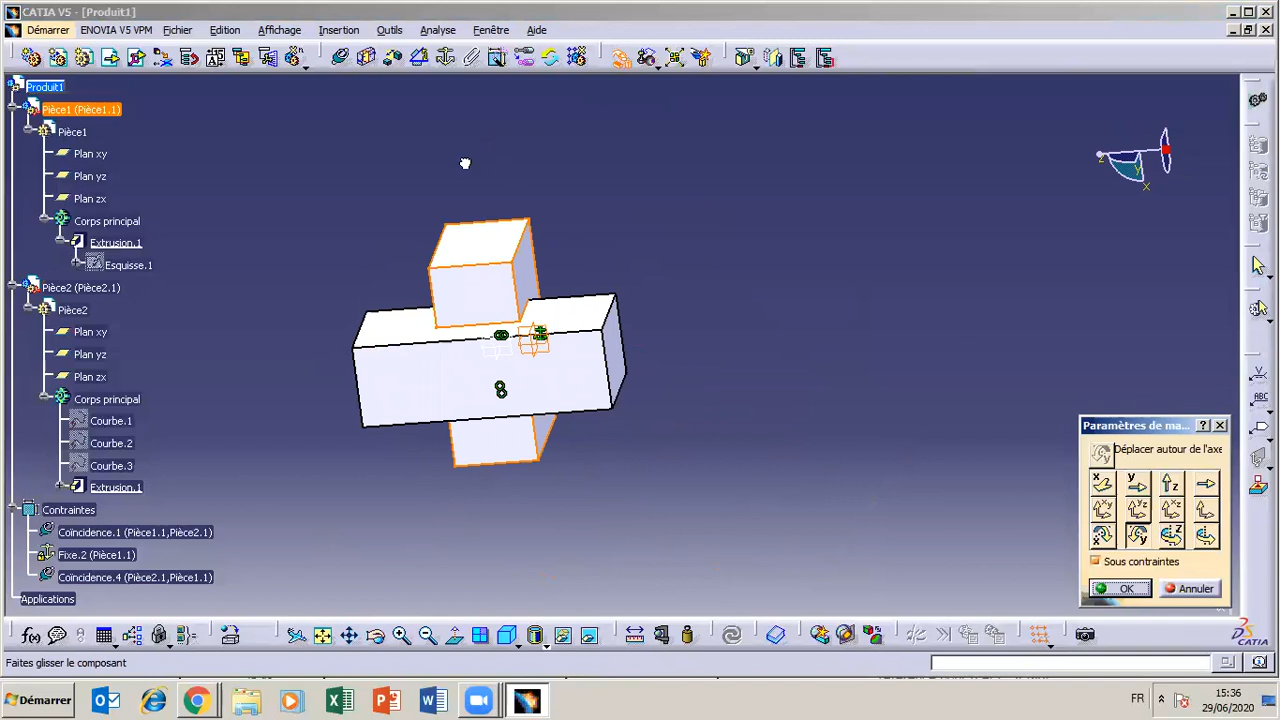 CATIA V5 - [Produit1]
Démarrer ENOVIA V5 VPM Fichier Edition Affichage Insertion Outils Analyse Fenêtre Aide
Produit1
Pièce1 (Pièce1.1)
Pièce1
Plan xy
Plan yz
Plan zx
Corps principal
Extrusion.1
Esquisse.1
Pièce2 (Pièce2.1)
Pièce2
Plan xy
Plan yz
Plan zx
Corps principal
Courbe.1
Courbe.2
Courbe.3
Extrusion.1
Contraintes
Coïncidence.1 (Pièce1.1,Pièce2.1)
Fixe.2 (Pièce1.1)
Coïncidence.4 (Pièce2.1,Pièce1.1)
Applications
z y x
Paramètres de ma...
Déplacer autour de l'axe
Sous contraintes
OK Annuler
Faites glisser le composant
Démarrer FR 15:36
29/06/2020